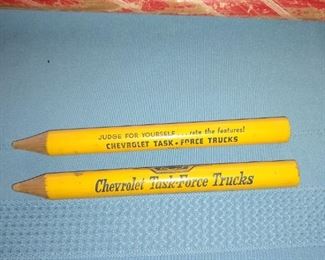 JUDGE FOR YOURSELF . . . rate the features!
CHEVROLET TASK • FORCE TRUCKS
Chevrolet Task-Force Trucks